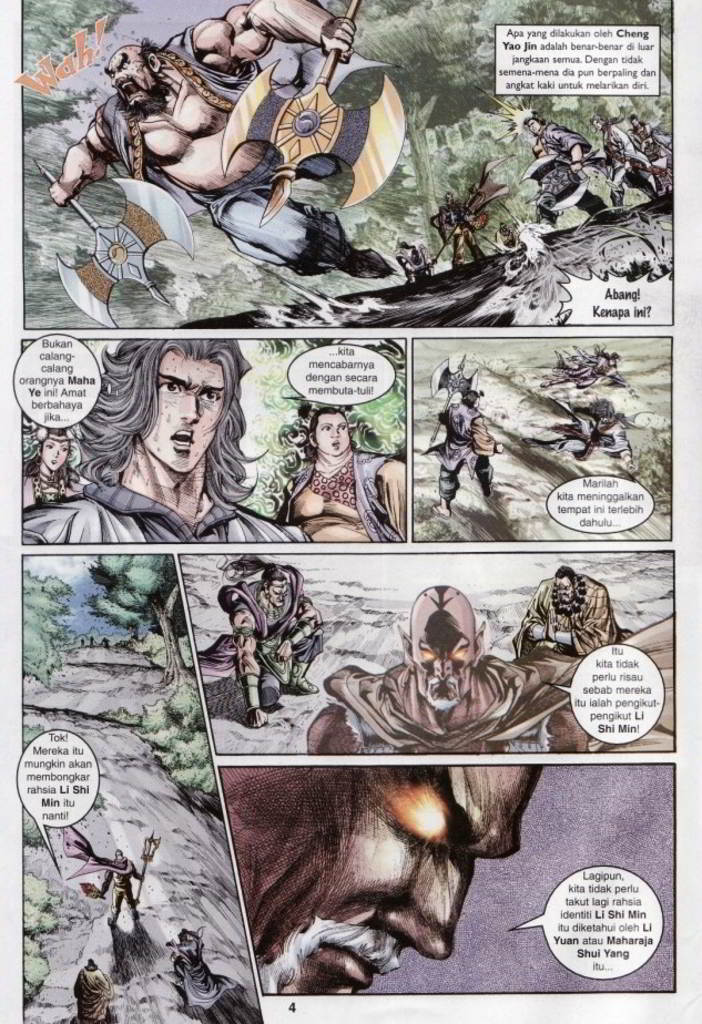 Wah!
Apa yang dilakukan oleh Cheng
Yao Jin adalah benar-benar di luar
jangkaan semua. Dengan tidak
semena-mena dia pun berpaling dan
angkat kaki untuk melarikan diri.
Abang!
Kenapa ini?
Bukan
calang-
calang
orangnya Maha
Ye ini! Amat
berbahaya
jika...
...kita
mencabarnya
dengan secara
membuta-tuli!
Marilah
kita meninggalkan
tempat ini terlebih
dahulu...
Tok!
Mereka itu
mungkin akan
membongkar
rahsia Li Shi
Min itu
nanti!
Itu
kita tidak
perlu risau
sebab mereka
itu ialah pengikut-
pengikut Li
Shi Min!
Lagipun,
kita tidak perlu
takut lagi rahsia
identiti Li Shi Min
itu diketahui oleh Li
Yuan atau Maharaja
Shui Yang
itu...
4